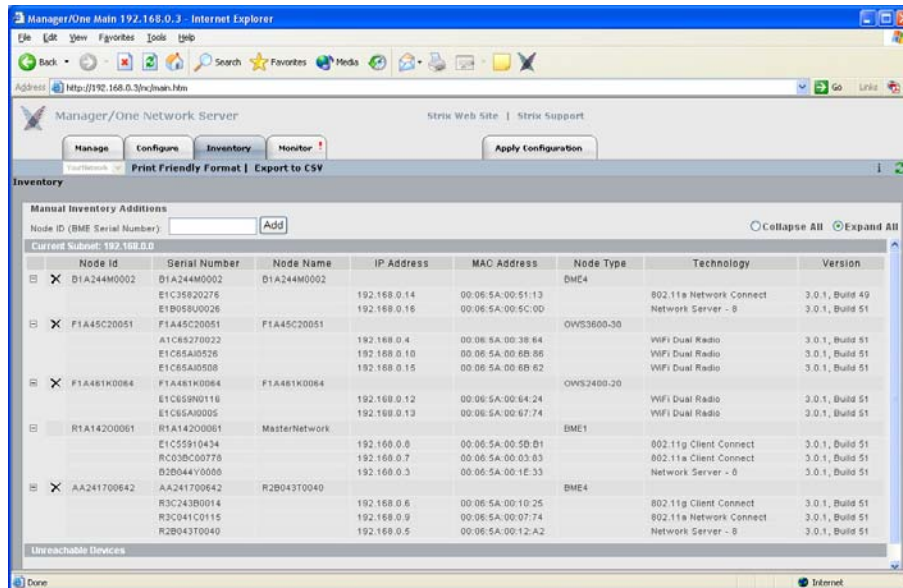 Manager/One Main 192.168.0.3 - Internet Explorer
File Edit View Favorites Tools Help
Back Search Favorites Media
Address http://192.168.0.3/nc/main.htm Go Links
Manager/One Network Server Strix Web Site | Strix Support
Manage Configure Inventory Monitor ! Apply Configuration
YourNetwork Print Friendly Format | Export to CSV i
Inventory
Manual Inventory Additions
Node ID (BME Serial Number): Add Collapse All Expand All
Current Subnet: 192.168.0.0
Node Id Serial Number Node Name IP Address MAC Address Node Type Technology Version
B1A244M0002 B1A244M0002 B1A244M0002 BME4
E1C35820276 192.168.0.14 00:06:5A:00:51:13 802.11a Network Connect 3.0.1, Build 49
E1B058U0026 192.168.0.16 00:06:5A:00:5C:0D Network Server - 8 3.0.1, Build 51
F1A45C20051 F1A45C20051 F1A45C20051 OWS3600-30
A1C65270022 192.168.0.4 00:06:5A:00:38:64 WiFi Dual Radio 3.0.1, Build 51
E1C65AI0526 192.168.0.10 00:06:5A:00:6B:86 WiFi Dual Radio 3.0.1, Build 51
E1C65AI0508 192.168.0.15 00:06:5A:00:6B:62 WiFi Dual Radio 3.0.1, Build 51
F1A461K0064 F1A461K0064 F1A461K0064 OWS2400-20
E1C659N0116 192.168.0.12 00:06:5A:00:64:24 WiFi Dual Radio 3.0.1, Build 51
E1C65AI0005 192.168.0.13 00:06:5A:00:67:74 WiFi Dual Radio 3.0.1, Build 51
R1A14200061 R1A14200061 MasterNetwork BME1
E1C55910434 192.168.0.8 00:06:5A:00:5B:B1 802.11g Client Connect 3.0.1, Build 51
RC03BC00778 192.168.0.7 00:06:5A:00:03:83 802.11a Client Connect 3.0.1, Build 51
B2B044Y0088 192.168.0.3 00:06:5A:00:1E:33 Network Server - 8 3.0.1, Build 51
AA241700642 AA241700642 R2B043T0040 BME4
R3C243B0014 192.168.0.6 00:06:5A:00:10:25 802.11g Client Connect 3.0.1, Build 51
R3C041C0115 192.168.0.9 00:06:5A:00:07:74 802.11a Network Connect 3.0.1, Build 51
R2B043T0040 192.168.0.5 00:06:5A:00:12:A2 Network Server - 8 3.0.1, Build 51
Unreachable Devices
Done Internet